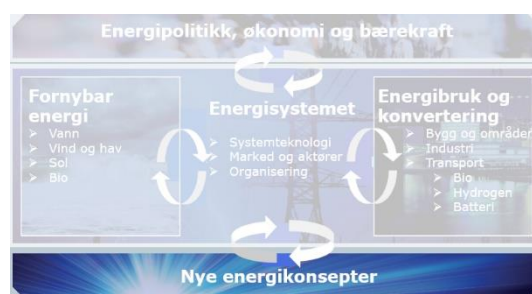 Energipolitikk, økonomi og bærekraft
Fornybar
energi
Vann
Vind og hav
Sol
Bio
Energisystemet
Systemteknologi
Marked og aktører
Organisering
Energibruk og
konvertering
Bygg og områder
Industri
Transport
Bio
Hydrogen
Batteri
Nye energikonsepter